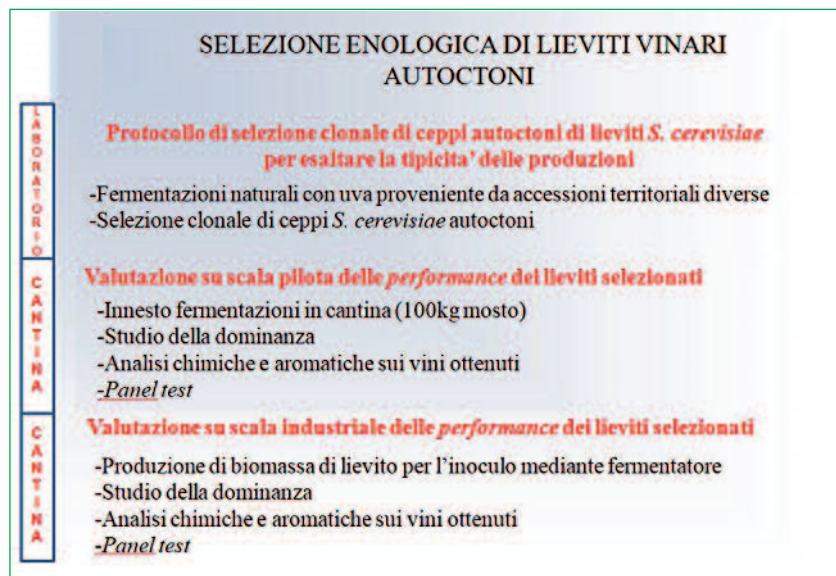 SELEZIONE ENOLOGICA DI LIEVITI VINARI
AUTOCTONI
LABORATORIO
Protocollo di selezione clonale di ceppi autoctoni di lieviti S. cerevisiae
per esaltare la tipicita' delle produzioni
-Fermentazioni naturali con uva proveniente da accessioni territoriali diverse
-Selezione clonale di ceppi S. cerevisiae autoctoni
CANTINA
Valutazione su scala pilota delle performance dei lieviti selezionati
-Innesto fermentazioni in cantina (100kg mosto)
-Studio della dominanza
-Analisi chimiche e aromatiche sui vini ottenuti
-Panel test
CANTINA
Valutazione su scala industriale delle performance dei lieviti selezionati
-Produzione di biomassa di lievito per l'inoculo mediante fermentatore
-Studio della dominanza
-Analisi chimiche e aromatiche sui vini ottenuti
-Panel test